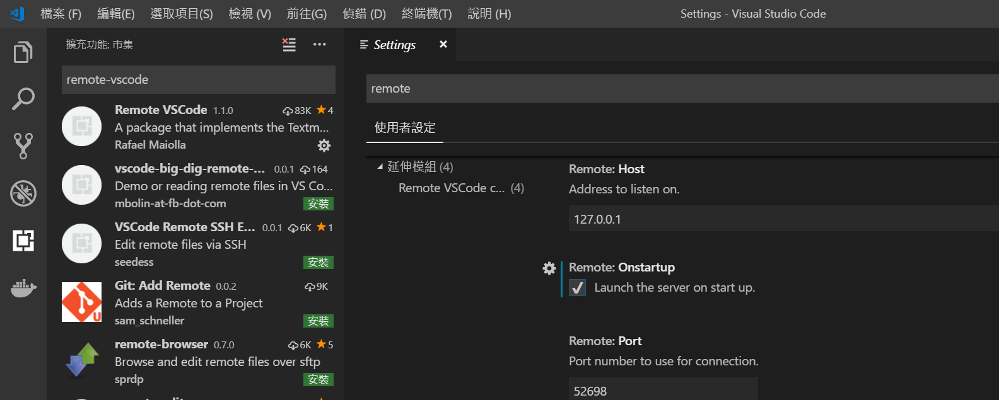 檔案 (F) 編輯(E) 選取項目(S) 檢視 (V) 前往(G) 偵錯 (D) 終端機(T) 說明 (H) Settings - Visual Studio Code
擴充功能: 市集
remote-vscode
Remote VSCode 1.1.0 83K 4
A package that implements the Textm...
Rafael Maiolla
vscode-big-dig-remote-... 0.0.1 164
Demo or reading remote files in VS Co...
mbolin-at-fb-dot-com 安裝
VSCode Remote SSH E... 0.0.1 6K 1
Edit remote files via SSH
seedess 安裝
Git: Add Remote 0.0.2 9K
Adds a Remote to a Project
sam_schneller 安裝
remote-browser 0.7.0 6K 5
Browse and edit remote files over sftp
sprdp 安裝
Settings
remote
使用者設定
延伸模組 (4)
Remote VSCode c... (4)
Remote: Host
Address to listen on.
127.0.0.1
Remote: Onstartup
Launch the server on start up.
Remote: Port
Port number to use for connection.
52698